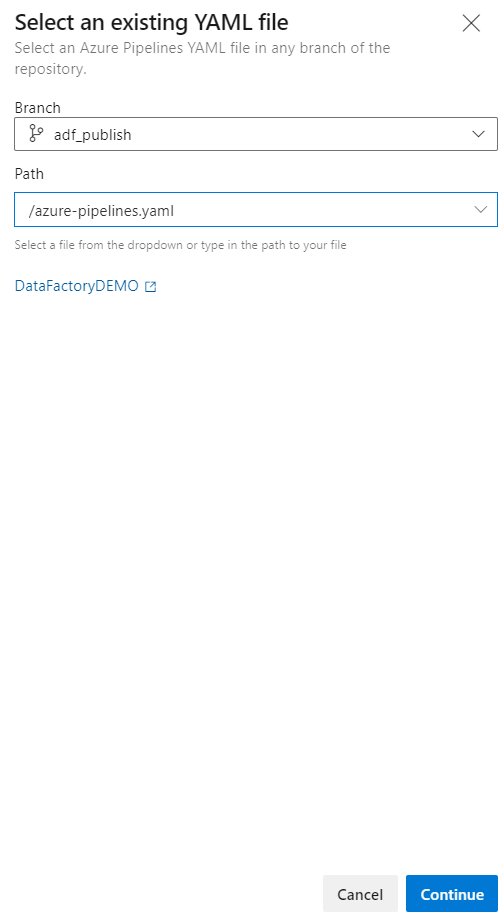 Select an existing YAML file
Select an Azure Pipelines YAML file in any branch of the
repository.
Branch
adf_publish
Path
/azure-pipelines.yaml
Select a file from the dropdown or type in the path to your file
DataFactoryDEMO
Cancel
Continue